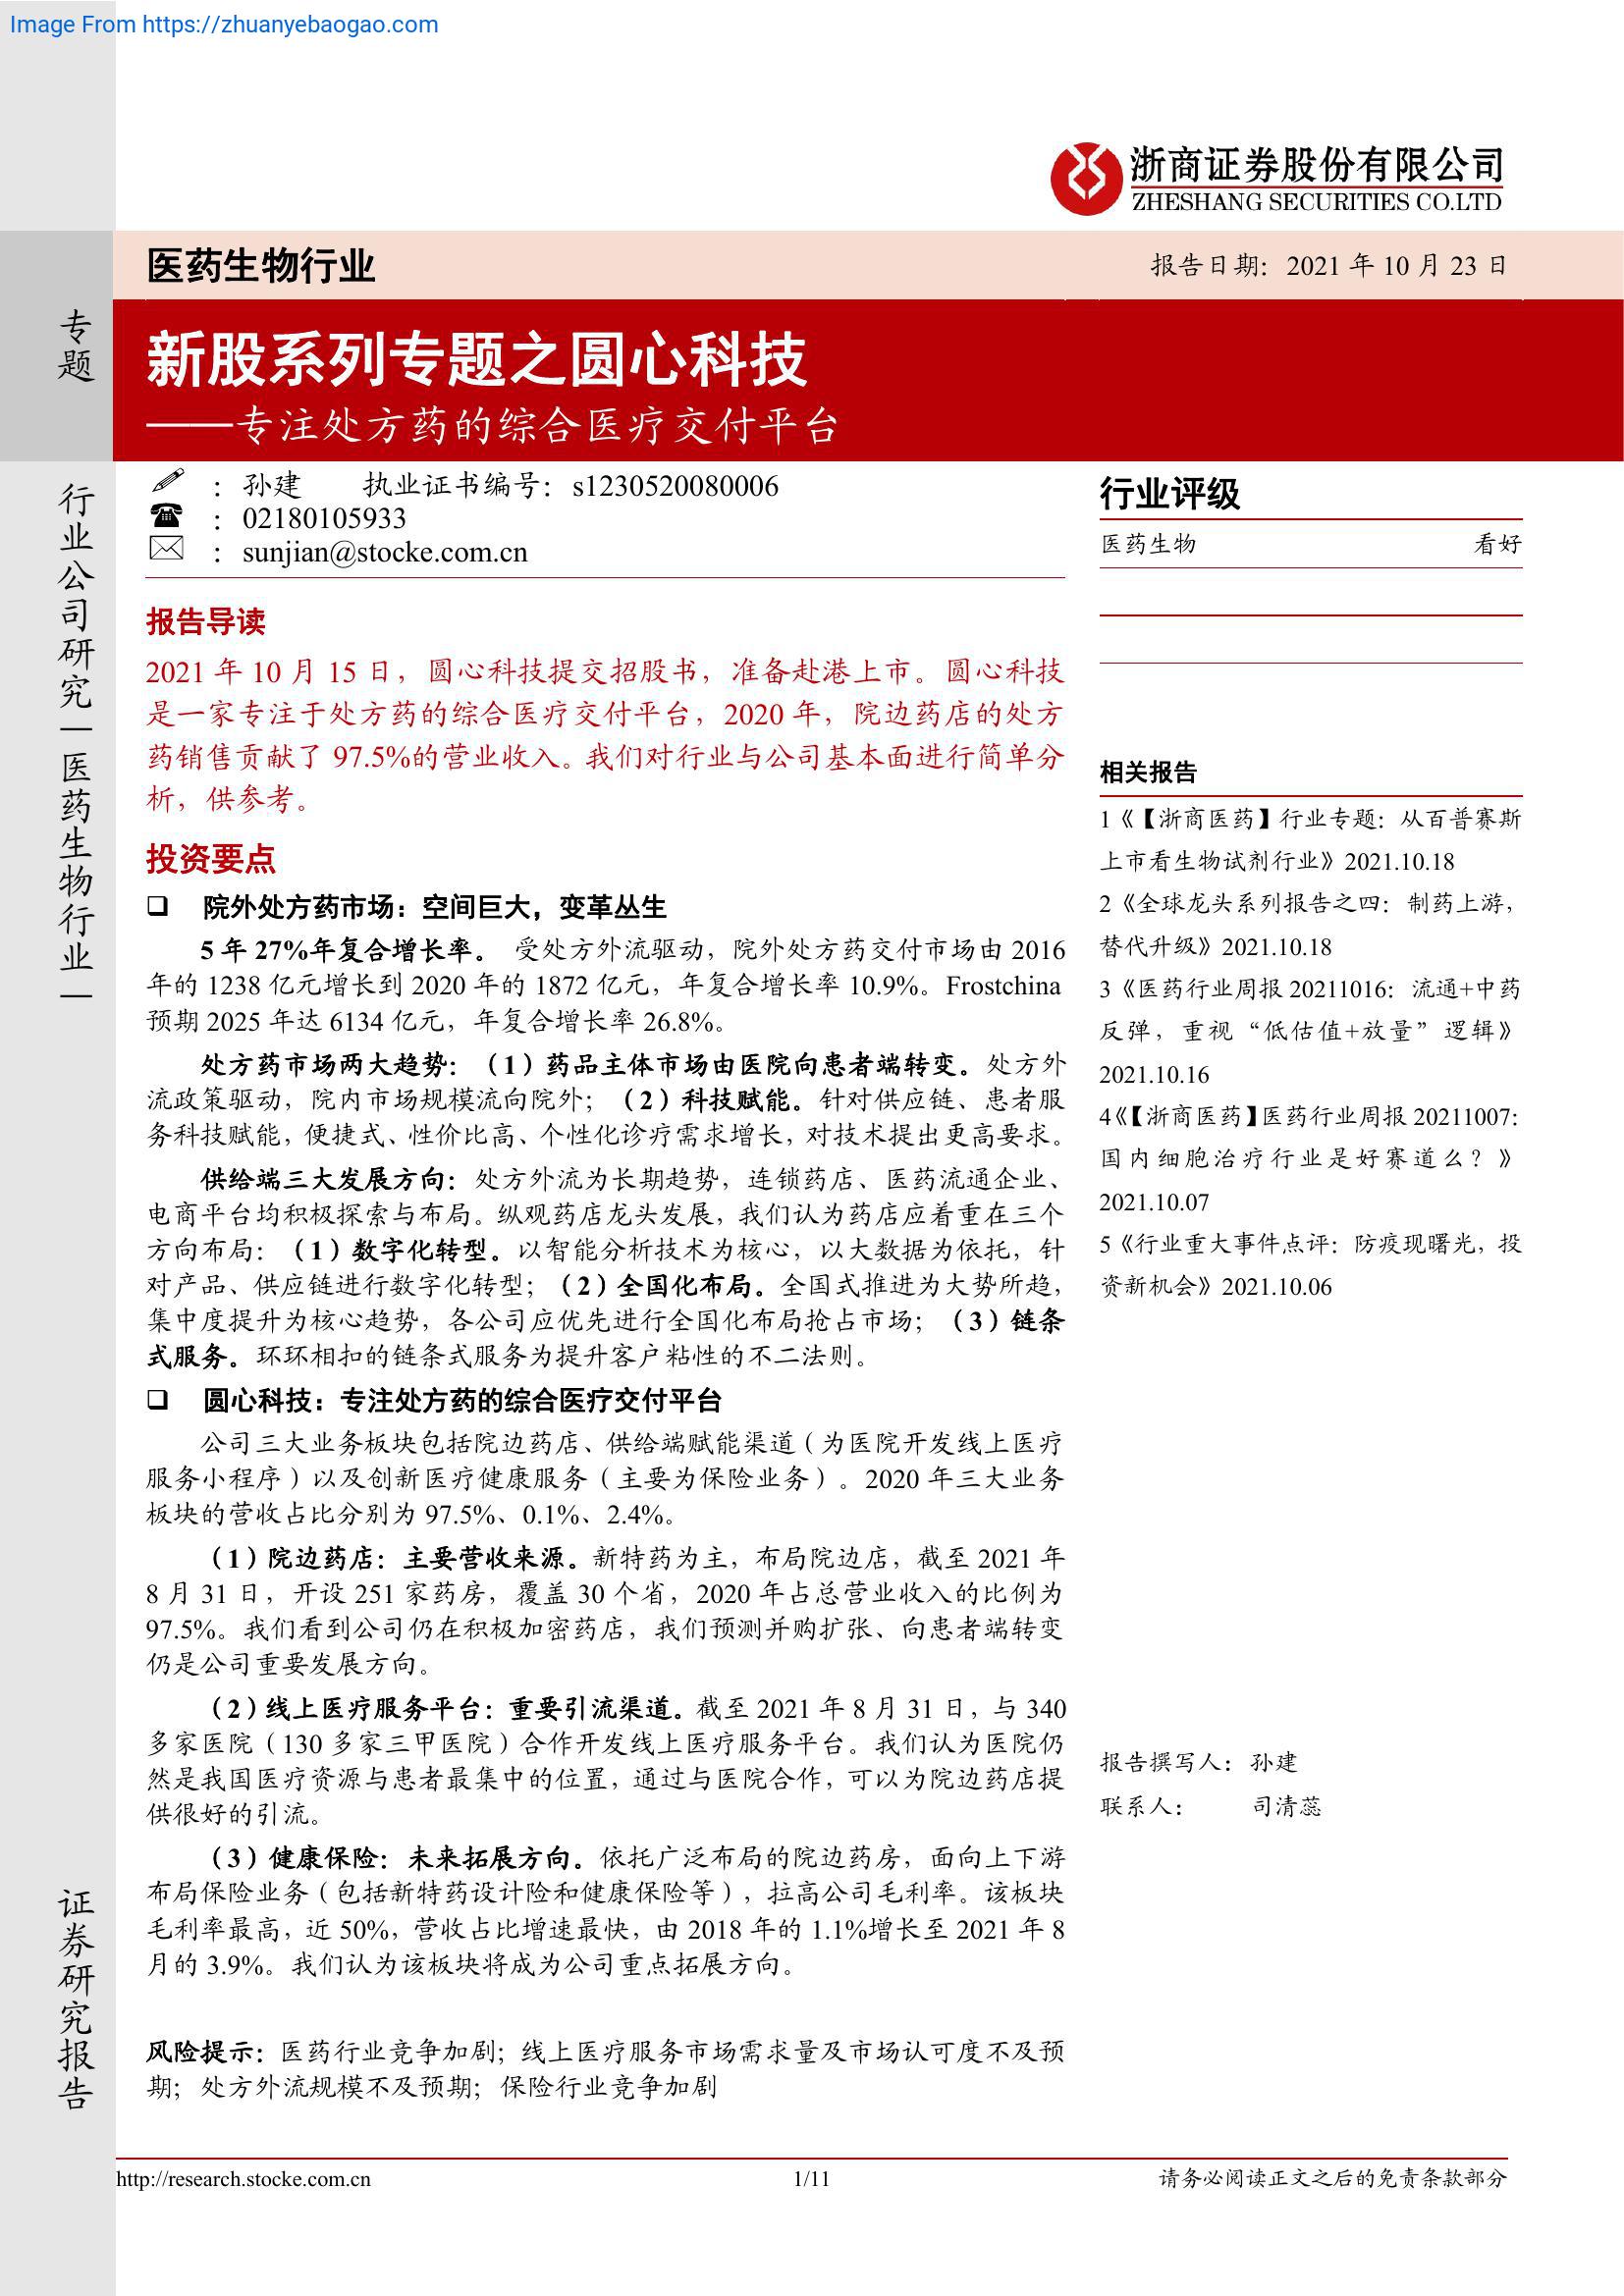 Image From https://zhuanyebaogao.com
浙商证券股份有限公司
ZHESHANG SECURITIES CO.LTD
医药生物行业
报告日期：2021 年 10 月 23 日
专题
新股系列专题之圆心科技
——专注处方药的综合医疗交付平台
行业公司研究｜医药生物行业｜
证券研究报告
：孙建 执业证书编号：s1230520080006
：02180105933
：sunjian@stocke.com.cn
报告导读
2021 年 10 月 15 日，圆心科技提交招股书，准备赴港上市。圆心科技
是一家专注于处方药的综合医疗交付平台，2020 年，院边药店的处方
药销售贡献了 97.5%的营业收入。我们对行业与公司基本面进行简单分
析，供参考。
投资要点
❑ 院外处方药市场：空间巨大，变革丛生
5 年 27%年复合增长率。 受处方外流驱动，院外处方药交付市场由 2016
年的 1238 亿元增长到 2020 年的 1872 亿元，年复合增长率 10.9%。Frostchina
预期 2025 年达 6134 亿元，年复合增长率 26.8%。
处方药市场两大趋势：（1）药品主体市场由医院向患者端转变。处方外
流政策驱动，院内市场规模流向院外；（2）科技赋能。针对供应链、患者服
务科技赋能，便捷式、性价比高、个性化诊疗需求增长，对技术提出更高要求。
供给端三大发展方向：处方外流为长期趋势，连锁药店、医药流通企业、
电商平台均积极探索与布局。纵观药店龙头发展，我们认为药店应着重在三个
方向布局：（1）数字化转型。以智能分析技术为核心，以大数据为依托，针
对产品、供应链进行数字化转型；（2）全国化布局。全国式推进为大势所趋，
集中度提升为核心趋势，各公司应优先进行全国化布局抢占市场；（3）链条
式服务。环环相扣的链条式服务为提升客户粘性的不二法则。
❑ 圆心科技：专注处方药的综合医疗交付平台
公司三大业务板块包括院边药店、供给端赋能渠道（为医院开发线上医疗
服务小程序）以及创新医疗健康服务（主要为保险业务）。2020 年三大业务
板块的营收占比分别为 97.5%、0.1%、2.4%。
（1）院边药店：主要营收来源。新特药为主，布局院边店，截至 2021 年
8 月 31 日，开设 251 家药房，覆盖 30 个省，2020 年占总营业收入的比例为
97.5%。我们看到公司仍在积极加密药店，我们预测并购扩张、向患者端转变
仍是公司重要发展方向。
（2）线上医疗服务平台：重要引流渠道。截至 2021 年 8 月 31 日，与 340
多家医院（130 多家三甲医院）合作开发线上医疗服务平台。我们认为医院仍
然是我国医疗资源与患者最集中的位置，通过与医院合作，可以为院边药店提
供很好的引流。
（3）健康保险：未来拓展方向。依托广泛布局的院边药房，面向上下游
布局保险业务（包括新特药设计险和健康保险等），拉高公司毛利率。该板块
毛利率最高，近 50%，营收占比增速最快，由 2018 年的 1.1%增长至 2021 年 8
月的 3.9%。我们认为该板块将成为公司重点拓展方向。
风险提示：医药行业竞争加剧；线上医疗服务市场需求量及市场认可度不及预
期；处方外流规模不及预期；保险行业竞争加剧
行业评级
医药生物 看好
相关报告
1《【浙商医药】行业专题：从百普赛斯
上市看生物试剂行业》2021.10.18
2《全球龙头系列报告之四：制药上游，
替代升级》2021.10.18
3《医药行业周报 20211016：流通+中药
反弹，重视“低估值+放量”逻辑》
2021.10.16
4《【浙商医药】医药行业周报 20211007:
国内细胞治疗行业是好赛道么？》
2021.10.07
5《行业重大事件点评：防疫现曙光，投
资新机会》2021.10.06
报告撰写人：孙建
联系人： 司清蕊
http://research.stocke.com.cn
1/11
请务必阅读正文之后的免责条款部分